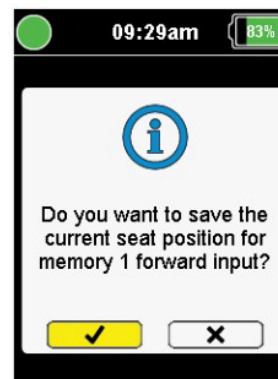 09:29am 83%
Do you want to save the
current seat position for
memory 1 forward input?